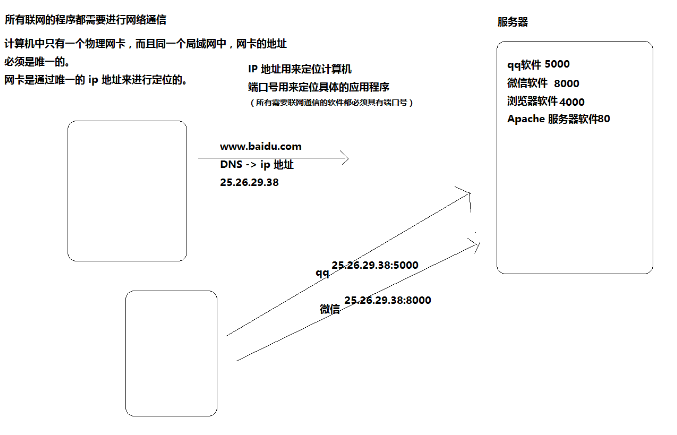 所有联网的程序都需要进行网络通信
计算机中只有一个物理网卡，而且同一个局域网中，网卡的地址
必须是唯一的。
网卡是通过唯一的 ip 地址来进行定位的。
IP 地址用来定位计算机
端口号用来定位具体的应用程序
（所有需要联网通信的软件都必须具有端口号）
服务器
qq软件 5000
微信软件 8000
浏览器软件 4000
Apache 服务器软件80
www.baidu.com
DNS -> ip 地址
25.26.29.38
qq 25.26.29.38:5000
微信 25.26.29.38:8000